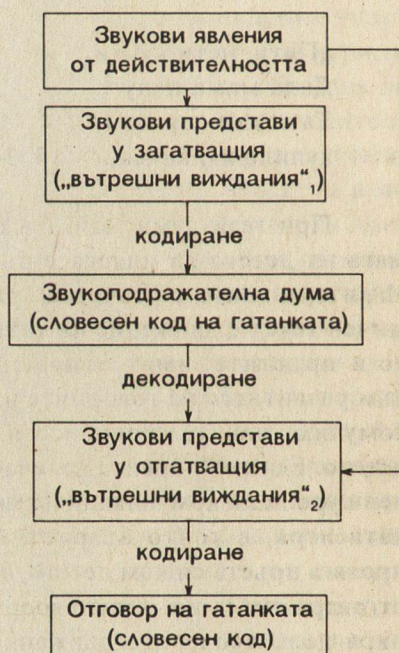 Звукови явления
от действителността
Звукови представи
у загатващия
(„вътрешни виждания“₁)
кодиране
Звукоподражателна дума
(словесен код на гатанката)
декодиране
Звукови представи
у отгатващия
(„вътрешни виждания“₂)
кодиране
Отговор на гатанката
(словесен код)